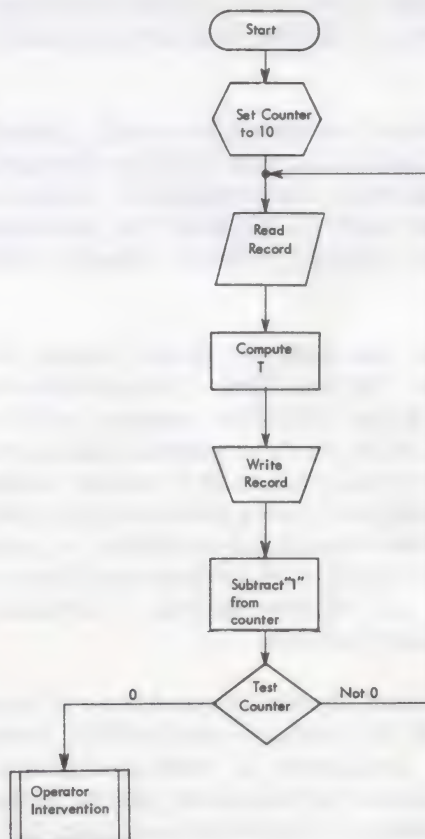 Start
Set Counter
to 10
Read
Record
Compute
T
Write
Record
Subtract "1"
from
counter
Test
Counter
0
Not 0
Operator
Intervention